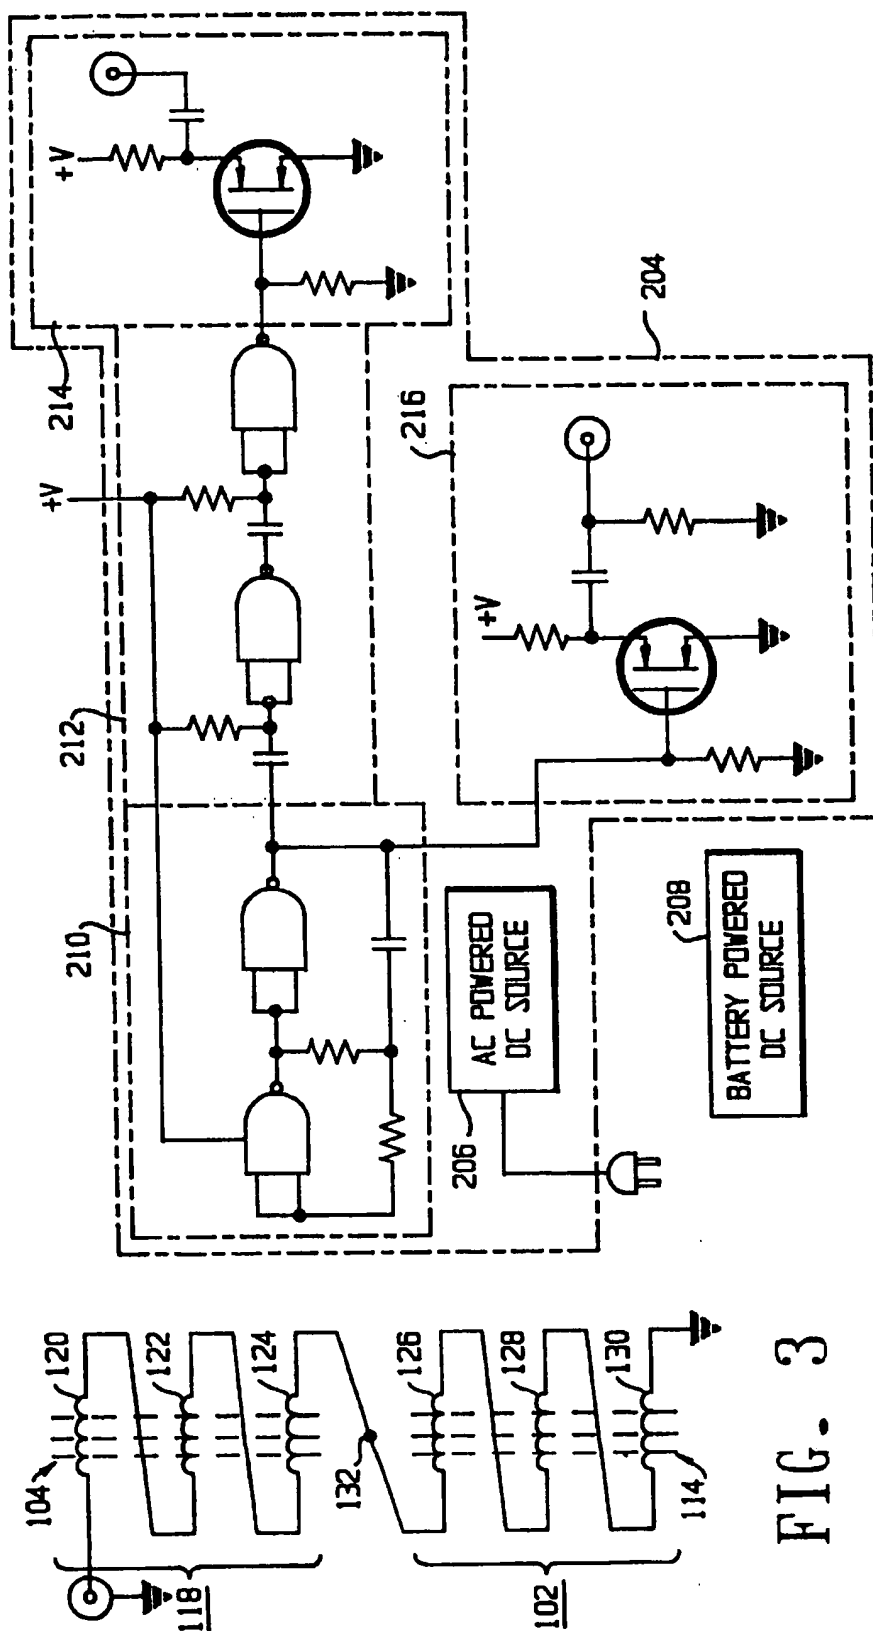 +V
214
+V
204
216
212
+V
210
AC POWERED
DC SOURCE
208
BATTERY POWERED
DC SOURCE
206
120
122
124
126
128
130
104
132
114
118
102
FIG. 3